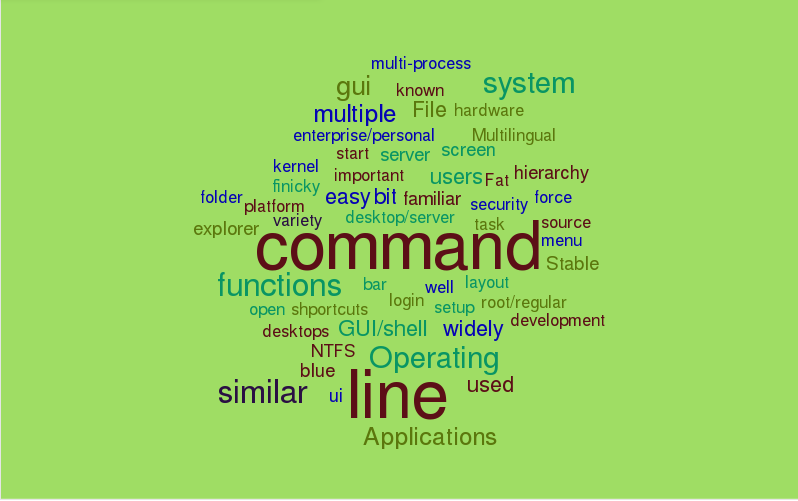 multi-process
gui known system
multiple File hardware
enterprise/personal Multilingual
start server screen
kernel important users Fat hierarchy
finicky
folder platform easy bit familiar security force
explorer variety desktop/server task source
command menu
Stable
functions bar well layout
open shportcuts login setup root/regular
desktops GUI/shell widely development
NTFS Operating
blue
similar ui line used
Applications